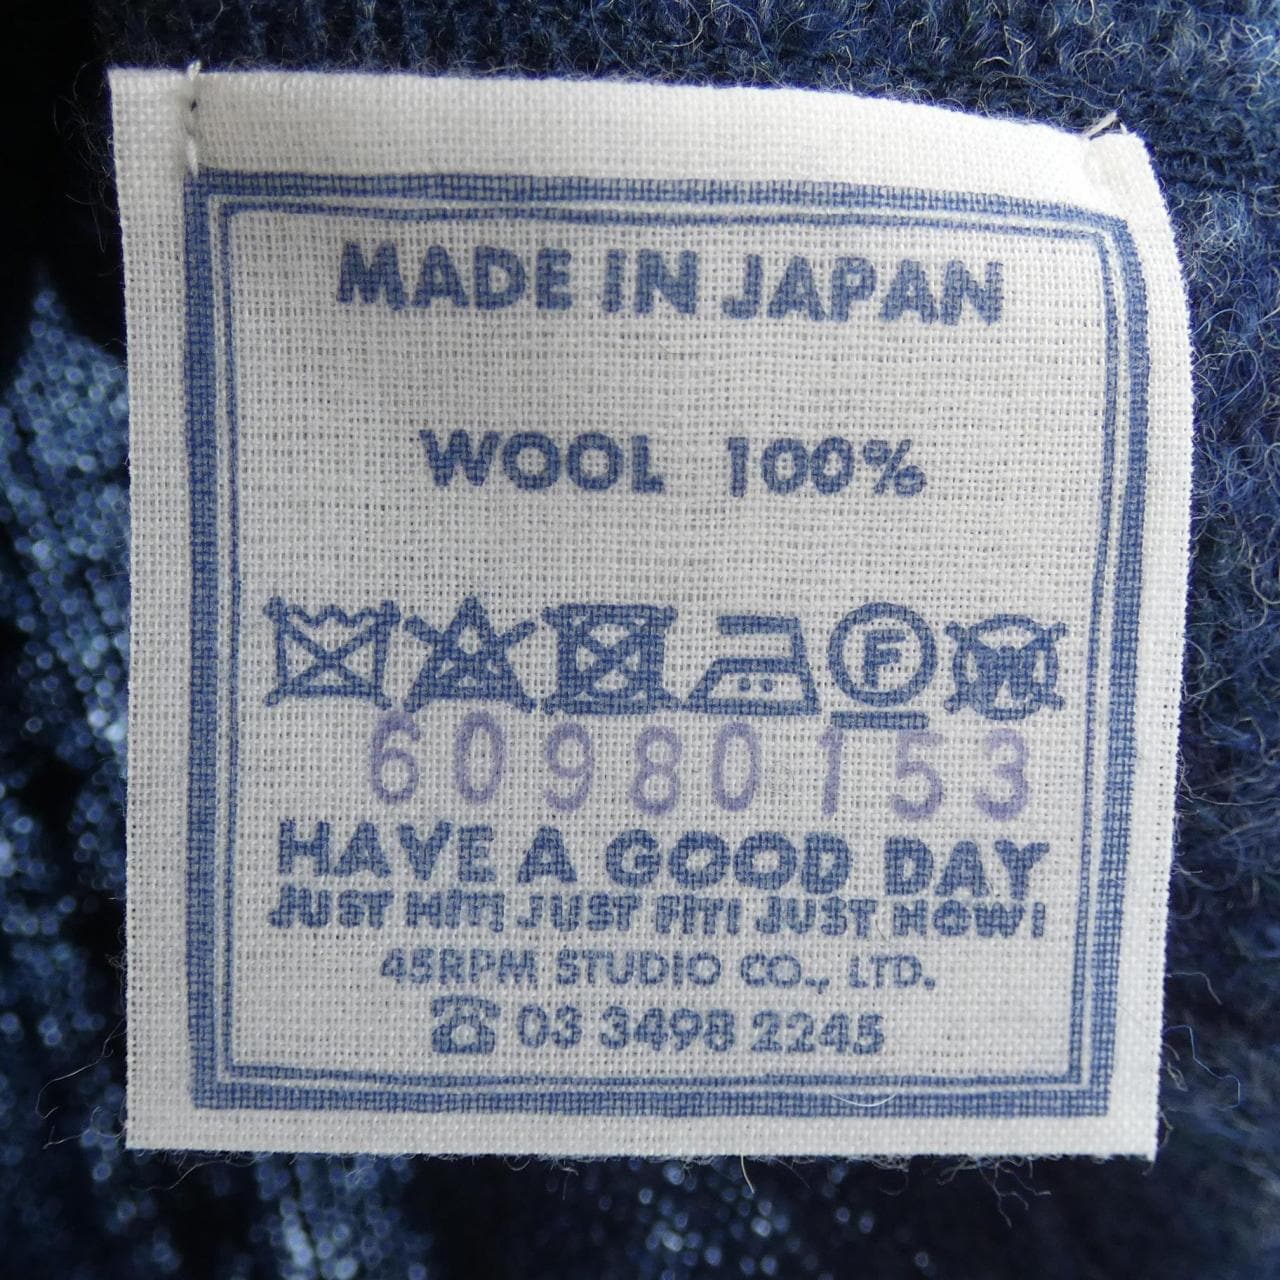 MADE IN JAPAN
WOOL 100%
F
60980153
HAVE A GOOD DAY
JUST HIT! JUST FIT! JUST NOW!
45RPM STUDIO CO., LTD.
☎ 03 3498 2245